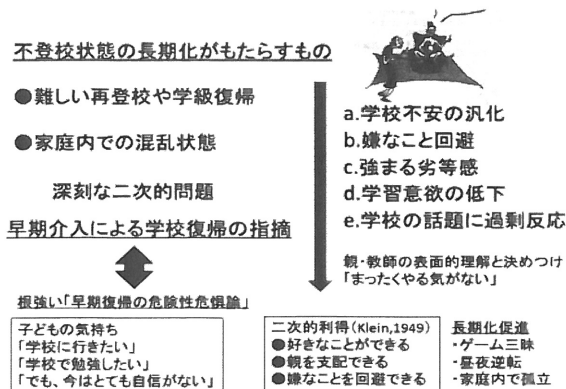 不登校状態の長期化がもたらすもの
●難しい再登校や学級復帰
●家庭内での混乱状態
深刻な二次的問題
早期介入による学校復帰の指摘
根強い「早期復帰の危険性危惧論」
子どもの気持ち
「学校に行きたい」
「学校で勉強したい」
「でも、今はとても自信がない」
a.学校不安の汎化
b.嫌なこと回避
c.強まる劣等感
d.学習意欲の低下
e.学校の話題に過剰反応
親・教師の表面的理解と決めつけ
「まったくやる気がない」
二次的利得(Klein,1949)
●好きなことができる
●親を支配できる
●嫌なことを回避できる
長期化促進
・ゲーム三昧
・昼夜逆転
・家庭内で孤立